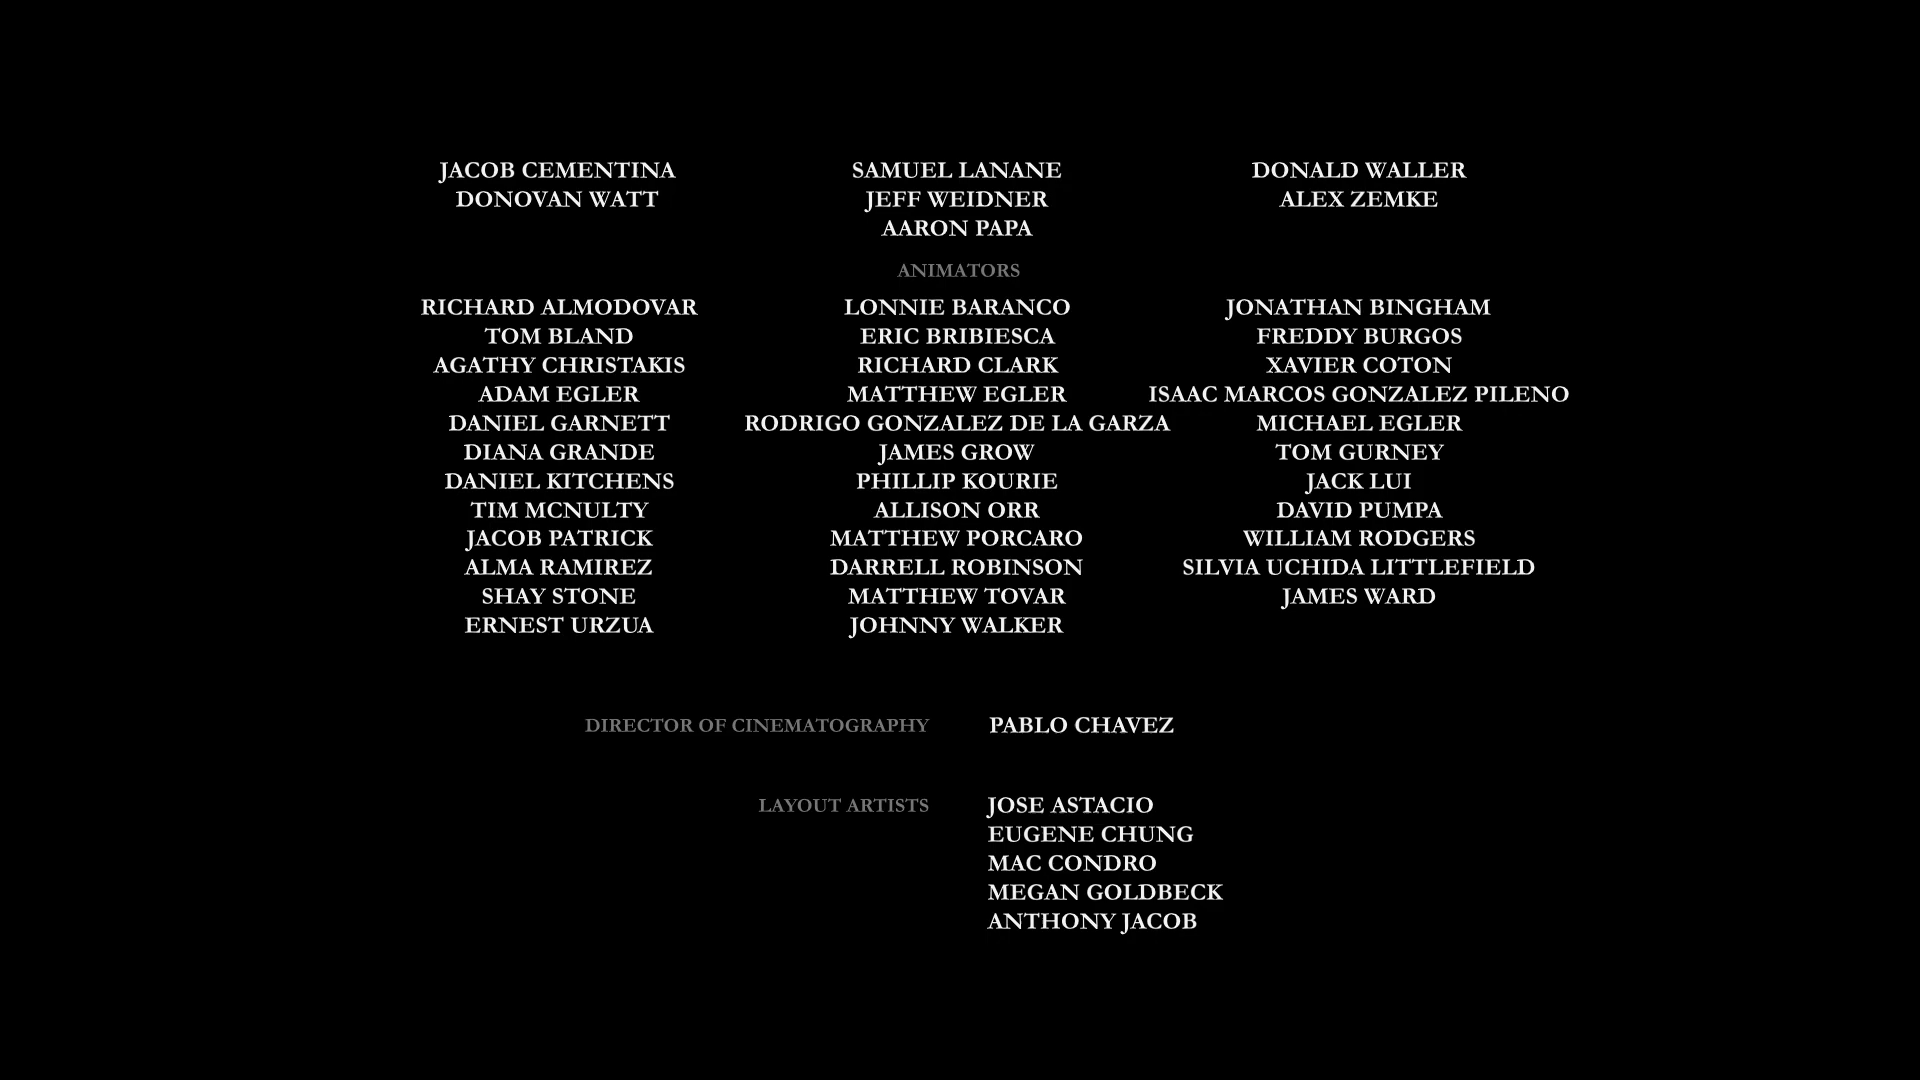 JACOB CEMENTINA SAMUEL LANANE DONALD WALLER
DONOVAN WATT JEFF WEIDNER ALEX ZEMKE
AARON PAPA
ANIMATORS
RICHARD ALMODOVAR LONNIE BARANCO JONATHAN BINGHAM
TOM BLAND ERIC BRIBIESCA FREDDY BURGOS
AGATHY CHRISTAKIS RICHARD CLARK XAVIER COTON
ADAM EGLER MATTHEW EGLER ISAAC MARCOS GONZALEZ PILENO
DANIEL GARNETT RODRIGO GONZALEZ DE LA GARZA MICHAEL EGLER
DIANA GRANDE JAMES GROW TOM GURNEY
DANIEL KITCHENS PHILLIP KOURIE JACK LUI
TIM MCNULTY ALLISON ORR DAVID PUMPA
JACOB PATRICK MATTHEW PORCARO WILLIAM RODGERS
ALMA RAMIREZ DARRELL ROBINSON SILVIA UCHIDA LITTLEFIELD
SHAY STONE MATTHEW TOVAR JAMES WARD
ERNEST URZUA JOHNNY WALKER
DIRECTOR OF CINEMATOGRAPHY PABLO CHAVEZ
LAYOUT ARTISTS JOSE ASTACIO
EUGENE CHUNG
MAC CONDRO
MEGAN GOLDBECK
ANTHONY JACOB